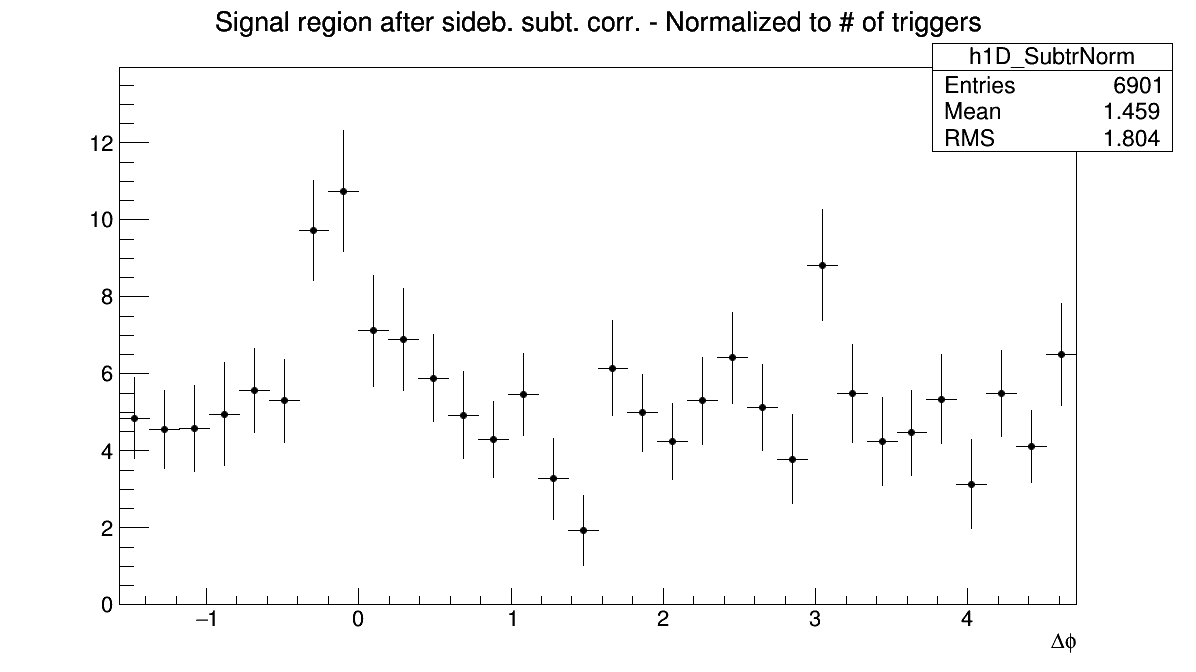 Signal region after sideb. subt. corr. - Normalized to # of triggers
h1D_SubtrNorm
Entries 6901
Mean 1.459
RMS 1.804
12
10
8
6
4
2
0
−1 0 1 2 3 4
Δϕ